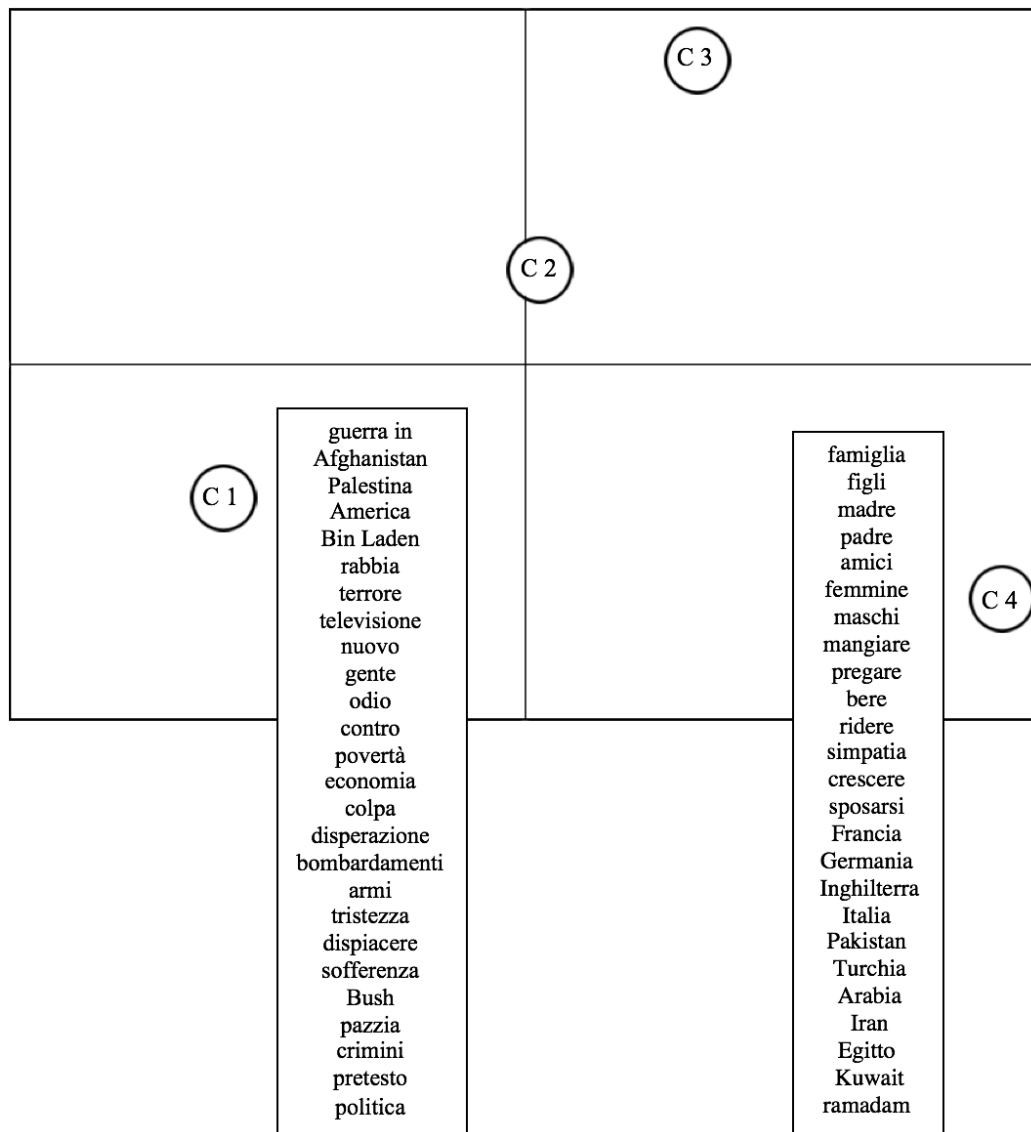 C 3
C 2
C 1
guerra in
Afghanistan
Palestina
America
Bin Laden
rabbia
terrore
televisione
nuovo
gente
odio
contro
povertà
economia
colpa
disperazione
bombardamenti
armi
tristezza
dispiacere
sofferenza
Bush
pazzia
crimini
pretesto
politica
famiglia
figli
madre
padre
amici
femmine
maschi
mangiare
pregare
bere
ridere
simpatia
crescere
sposarsi
Francia
Germania
Inghilterra
Italia
Pakistan
Turchia
Arabia
Iran
Egitto
Kuwait
ramadam
C 4